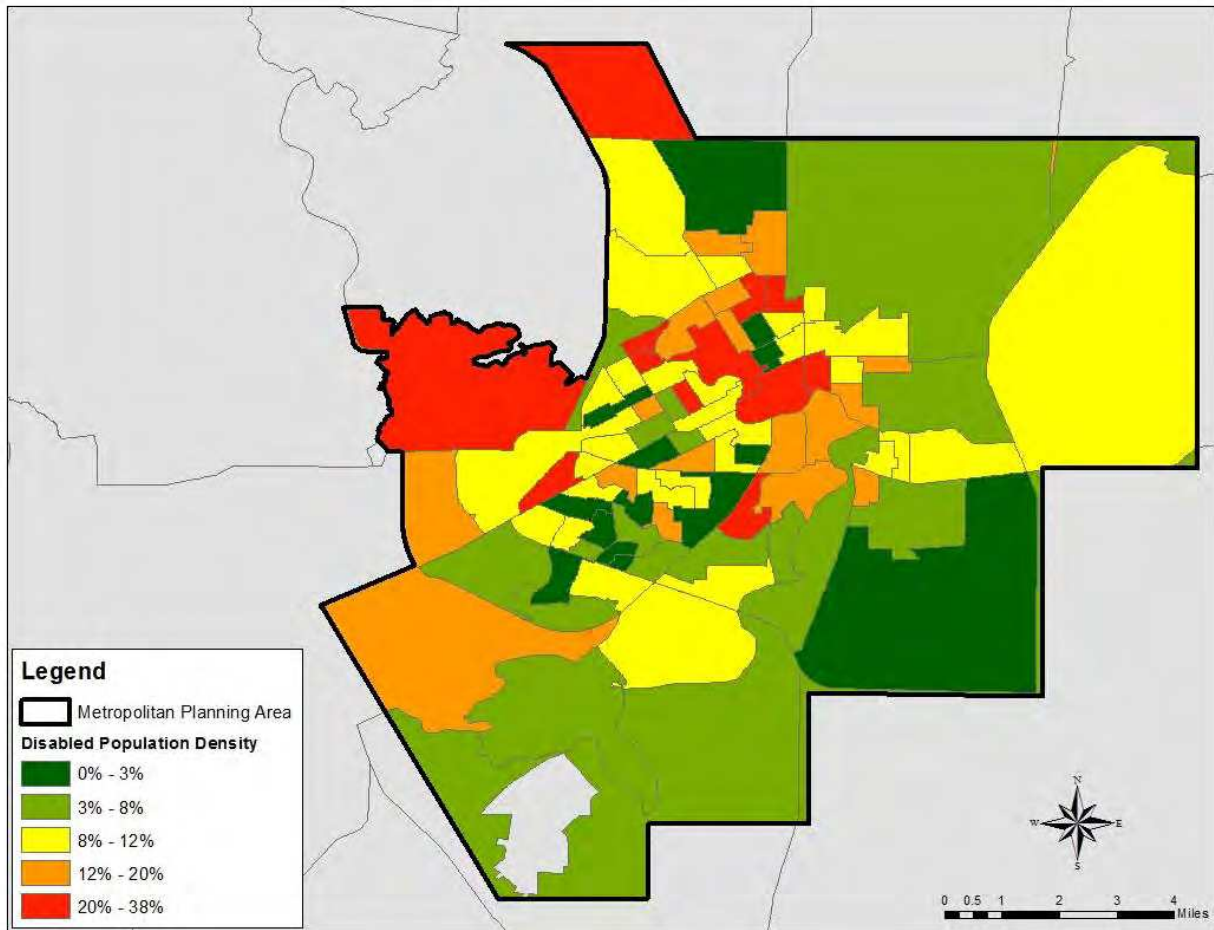 Legend
Metropolitan Planning Area
Disabled Population Density
0% - 3%
3% - 8%
8% - 12%
12% - 20%
20% - 38%
N
W E
S
0 0.5 1 2 3 4
Miles